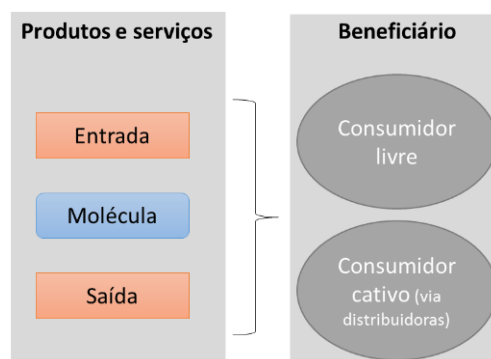 Produtos e serviços
Entrada
Molécula
Saída
Beneficiário
Consumidor
livre
Consumidor
cativo (via
distribuidoras)